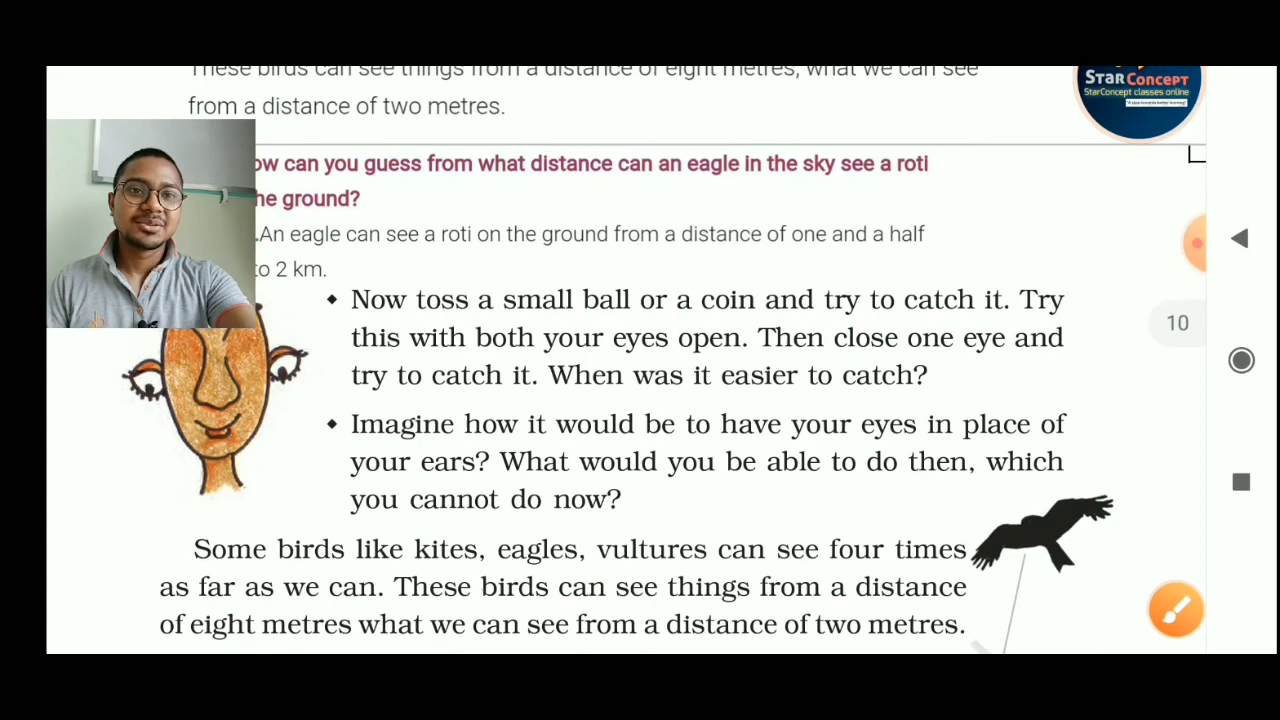 These birds can see things from a distance of eight metres, what we can see
from a distance of two metres.
STARCONCEPT
StarConcept classes online
ow can you guess from what distance can an eagle in the sky see a roti
he ground?
.An eagle can see a roti on the ground from a distance of one and a half
to 2 km.
♦ Now toss a small ball or a coin and try to catch it. Try
this with both your eyes open. Then close one eye and
try to catch it. When was it easier to catch?
10
♦ Imagine how it would be to have your eyes in place of
your ears? What would you be able to do then, which
you cannot do now?
Some birds like kites, eagles, vultures can see four times
as far as we can. These birds can see things from a distance
of eight metres what we can see from a distance of two metres.